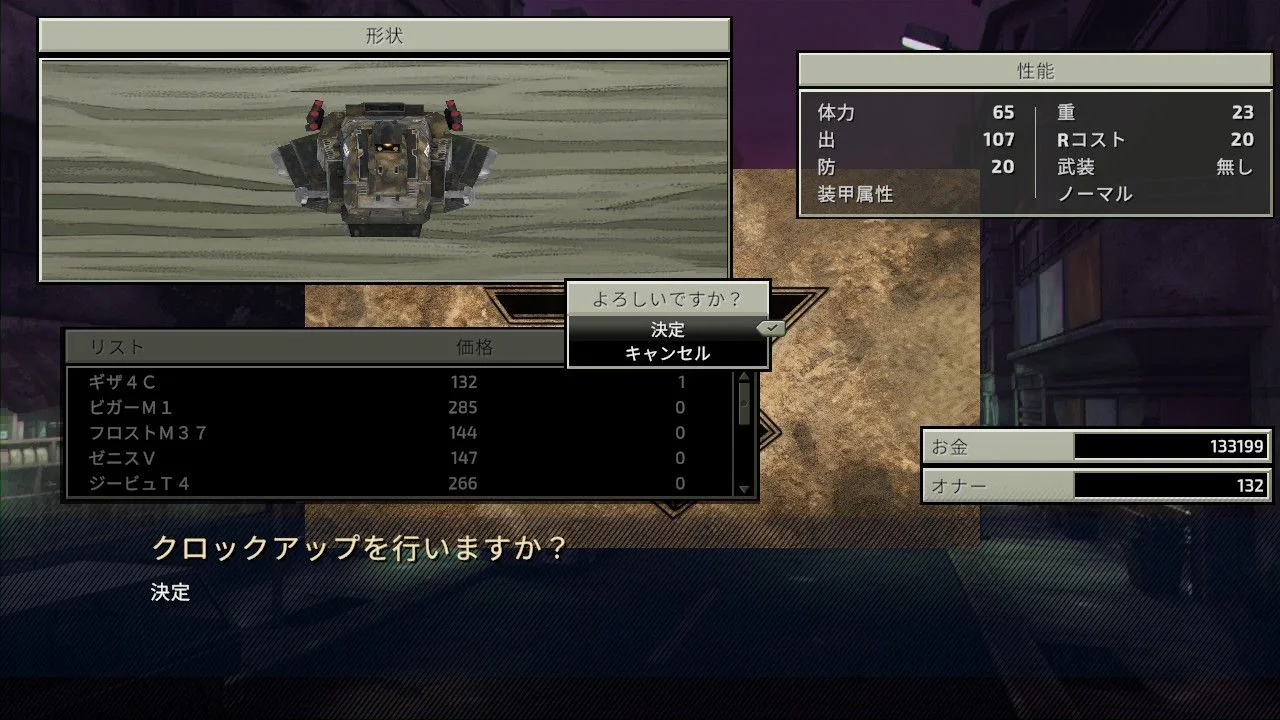 形状
性能
体力 65 重 23
出 107 Rコスト 20
防 20 武装 無し
装甲属性 ノーマル
よろしいですか？
決定
キャンセル
リスト 価格
ギザ４Ｃ 132 1
ビガーＭ１ 285 0
フロストＭ３７ 144 0
ゼニスＶ 147 0
ジービュＴ４ 266 0
お金 133199
オナー 132
クロックアップを行いますか？
決定